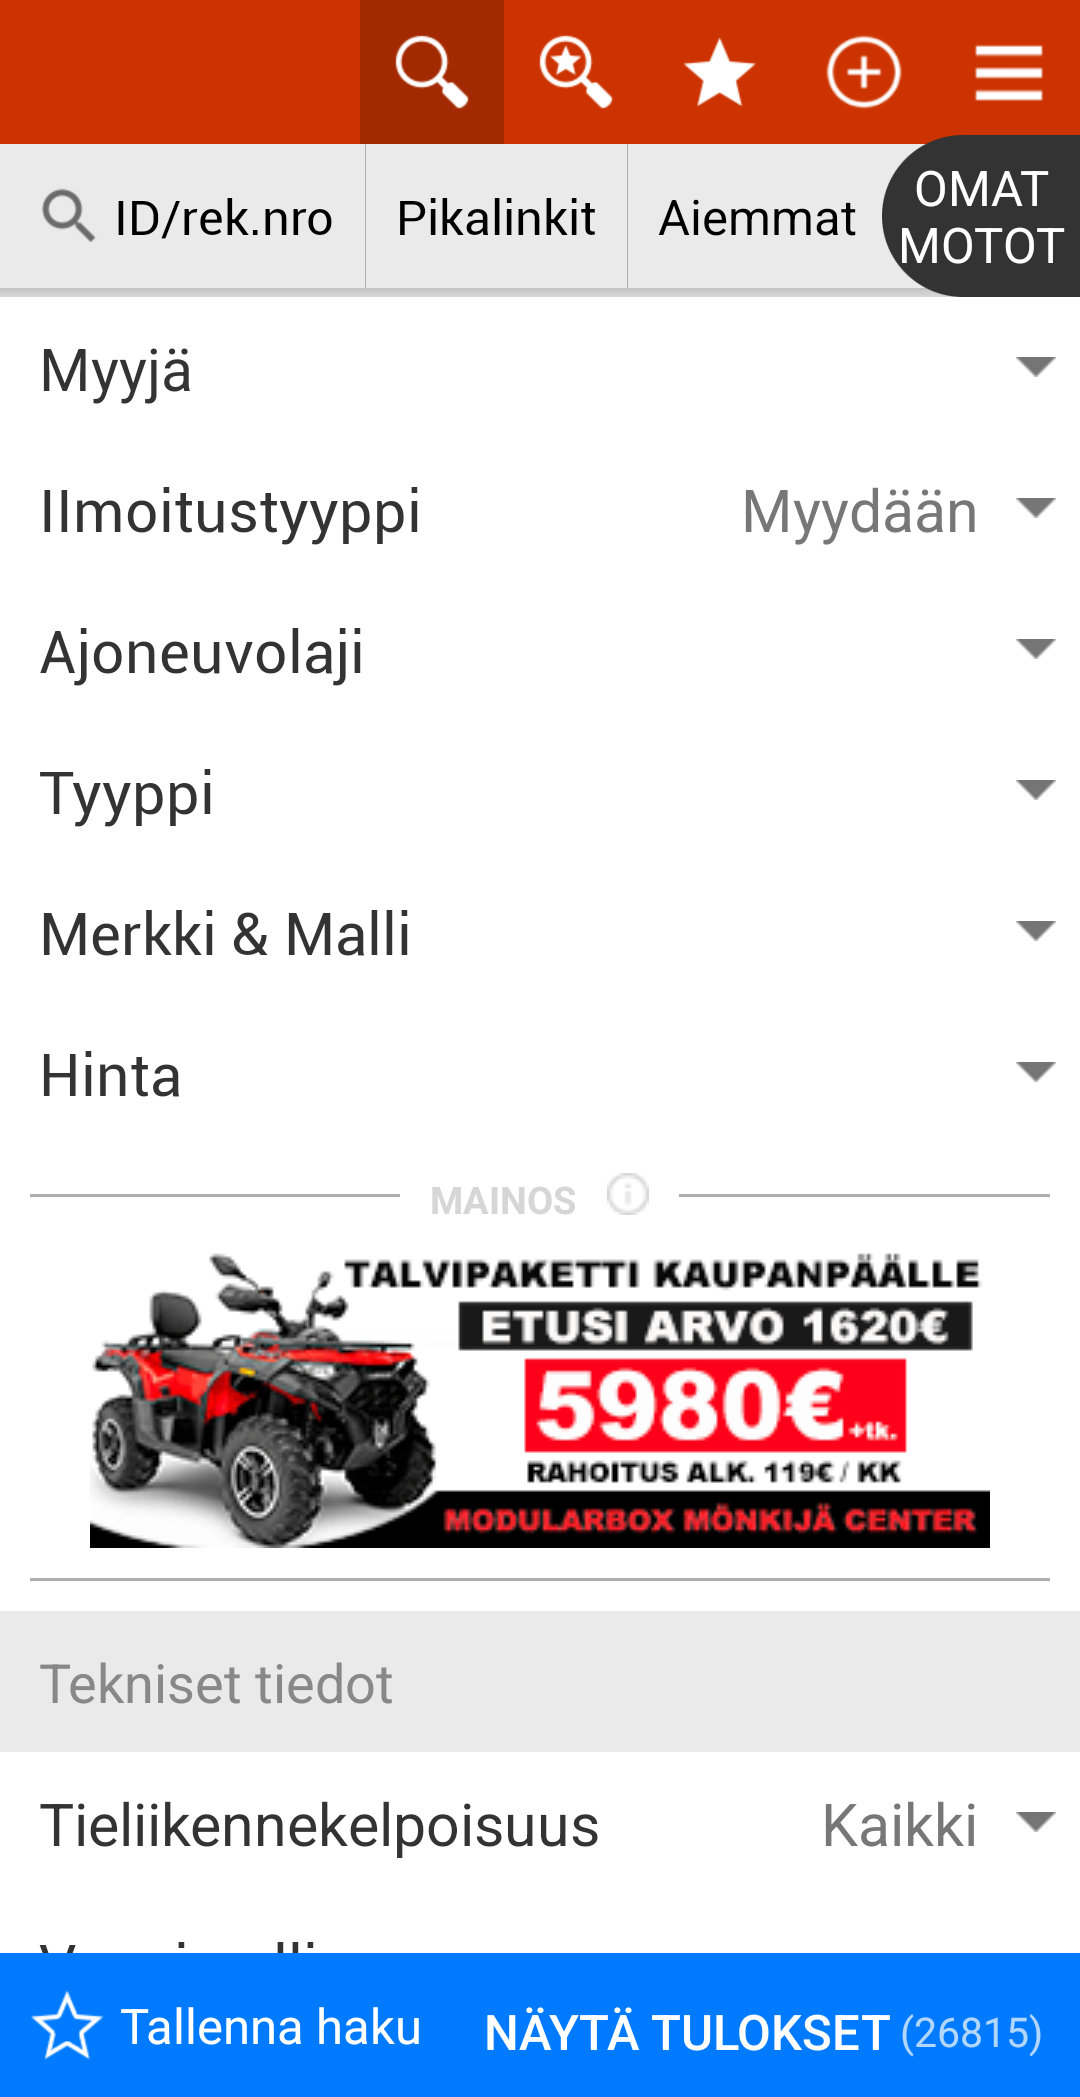 ID/rek.nro
Pikalinkit
Aiemmat
OMAT
MOTOT
Myyjä
Ilmoitustyyppi
Myydään
Ajoneuvolaji
Tyyppi
Merkki & Malli
Hinta
MAINOS
TALVIPAKETTI KAUPANPÄÄLLE
ETUSI ARVO 1620€
5980€ +tk.
RAHOITUS ALK. 119€ / KK
MODULARBOX MÖNKIJÄ CENTER
Tekniset tiedot
Tieliikennekelpoisuus
Kaikki
Tallenna haku
NÄYTÄ TULOKSET (26815)